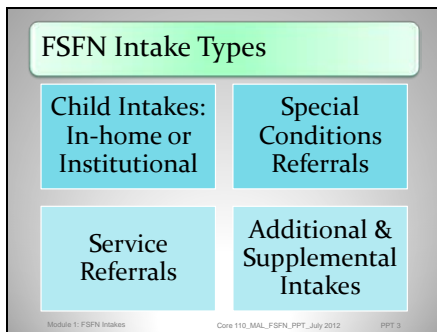 FSFN Intake Types
Child Intakes:
In-home or
Institutional
Special
Conditions
Referrals
Service
Referrals
Additional &
Supplemental
Intakes
Module 1: FSFN Intakes
Core 110_MAL_FSFN_PPT_July 2012
PPT 3